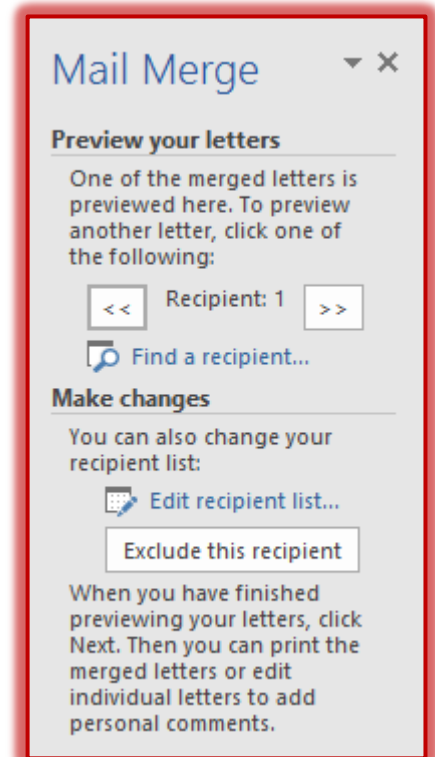 Mail Merge
Preview your letters
One of the merged letters is
previewed here. To preview
another letter, click one of
the following:
<< Recipient: 1 >>
Find a recipient...
Make changes
You can also change your
recipient list:
Edit recipient list...
Exclude this recipient
When you have finished
previewing your letters, click
Next. Then you can print the
merged letters or edit
individual letters to add
personal comments.